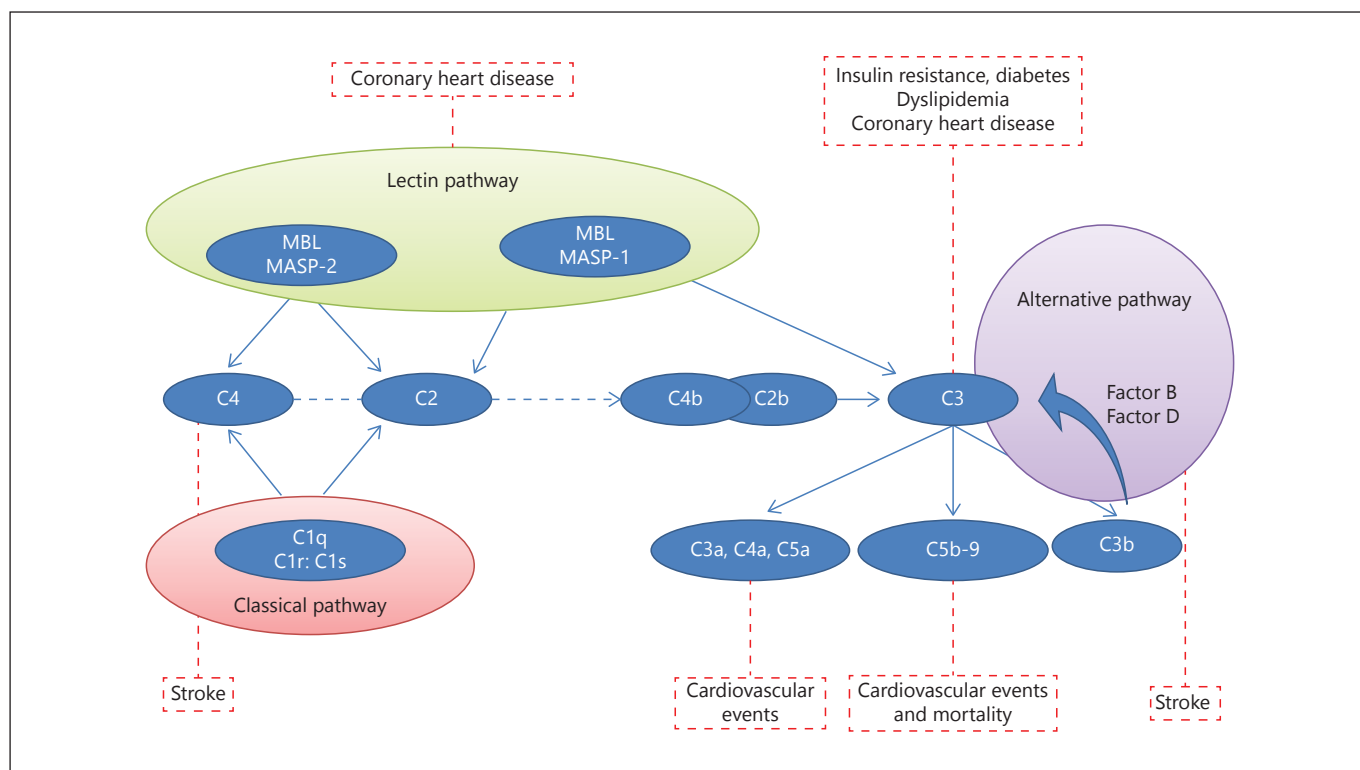 Coronary heart disease
Insulin resistance, diabetes
Dyslipidemia
Coronary heart disease
Lectin pathway
MBL
MASP-2
MBL
MASP-1
Alternative pathway
Factor B
Factor D
C4
C2
C4b
C2b
C3
C1q
C1r: C1s
Classical pathway
C3a, C4a, C5a
C5b-9
C3b
Stroke
Cardiovascular
events
Cardiovascular events
and mortality
Stroke